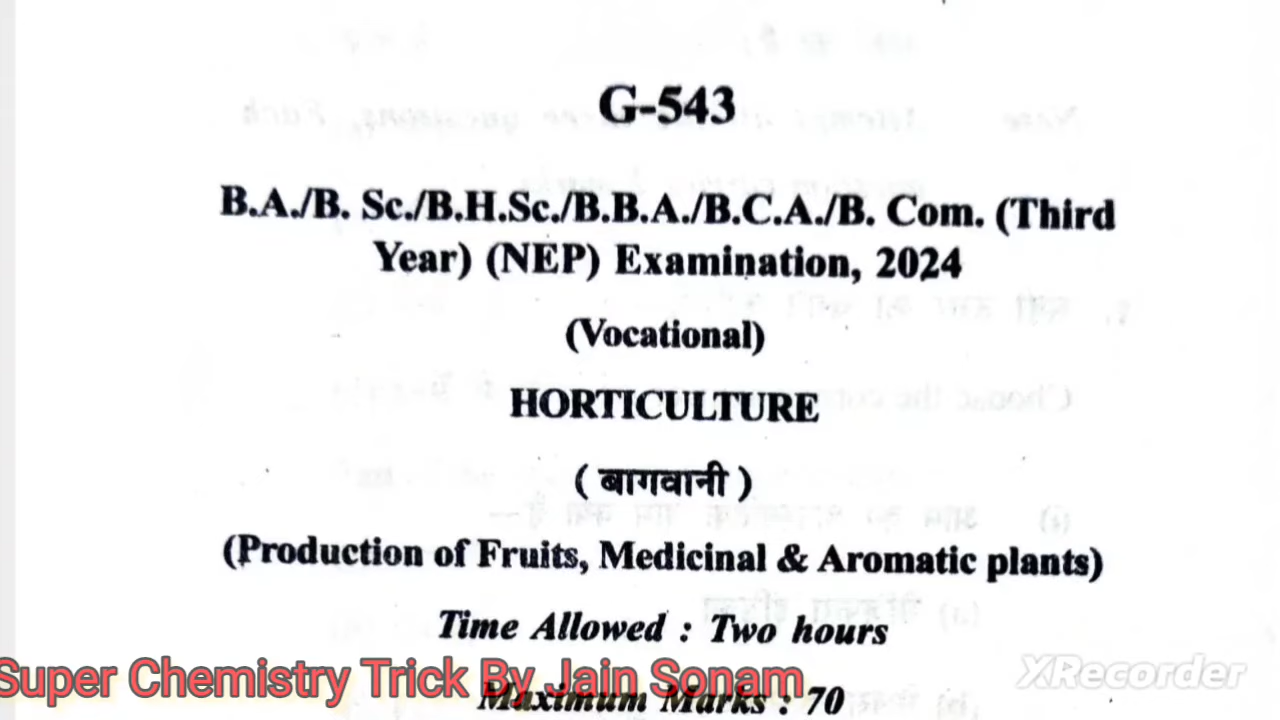 G-543
B.A./B. Sc./B.H.Sc./B.B.A./B.C.A./B. Com. (Third
Year) (NEP) Examination, 2024
(Vocational)
HORTICULTURE
( बागवानी )
(Production of Fruits, Medicinal & Aromatic plants)
Time Allowed : Two hours
Super Chemistry Trick By Jain Sonam
XRecorder
Maximum Marks : 70